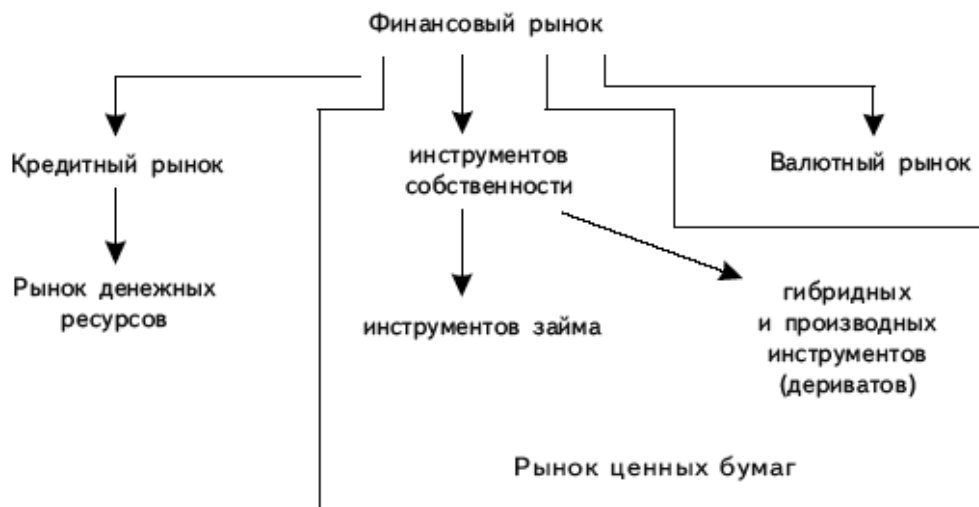 Финансовый рынок
Кредитный рынок
инструментов
собственности
Валютный рынок
Рынок денежных
ресурсов
инструментов займа
гибридных
и производных
инструментов
(дериватов)
Рынок ценных бумаг